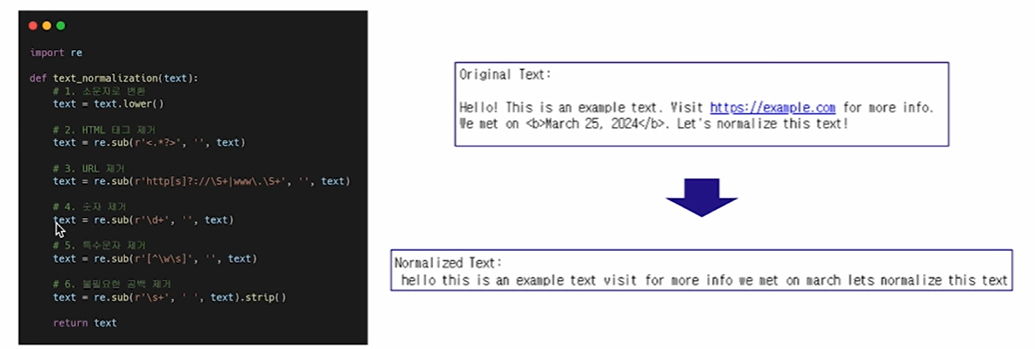 import re
def text_normalization(text):
# 1. 소문자로 변환
text = text.lower()
# 2. HTML 태그 제거
text = re.sub(r'<.*?>', '', text)
# 3. URL 제거
text = re.sub(r'http[s]?://\S+|www\.\S+', '', text)
# 4. 숫자 제거
text = re.sub(r'\d+', '', text)
# 5. 특수문자 제거
text = re.sub(r'[^\w\s]', '', text)
# 6. 불필요한 공백 제거
text = re.sub(r'\s+', ' ', text).strip()
return text
Original Text:
Hello! This is an example text. Visit https://example.com for more info.
We met on <b>March 25, 2024</b>. Let's normalize this text!
Normalized Text:
hello this is an example text visit for more info we met on march lets normalize this text